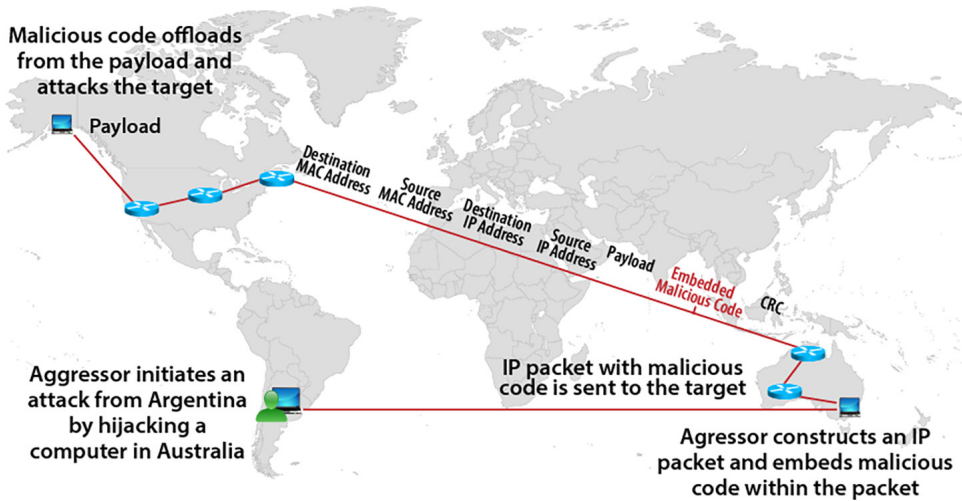 Malicious code offloads
from the payload and
attacks the target
Payload
Destination
MAC Address
Source
MAC Address
Destination
IP Address
Source
IP Address
Payload
Embedded
Malicious Code
CRC
Aggressor initiates an
attack from Argentina
by hijacking a
computer in Australia
IP packet with malicious
code is sent to the target
Agressor constructs an IP
packet and embeds malicious
code within the packet